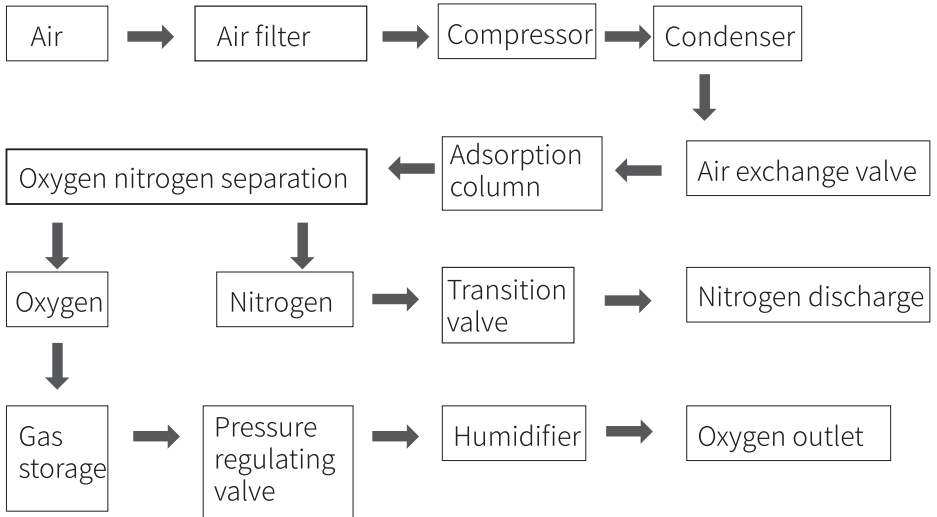 Air
Air filter
Compressor
Condenser
Oxygen nitrogen separation
Adsorption
column
Air exchange valve
Oxygen
Nitrogen
Transition
valve
Nitrogen discharge
Gas
storage
Pressure
regulating
valve
Humidifier
Oxygen outlet